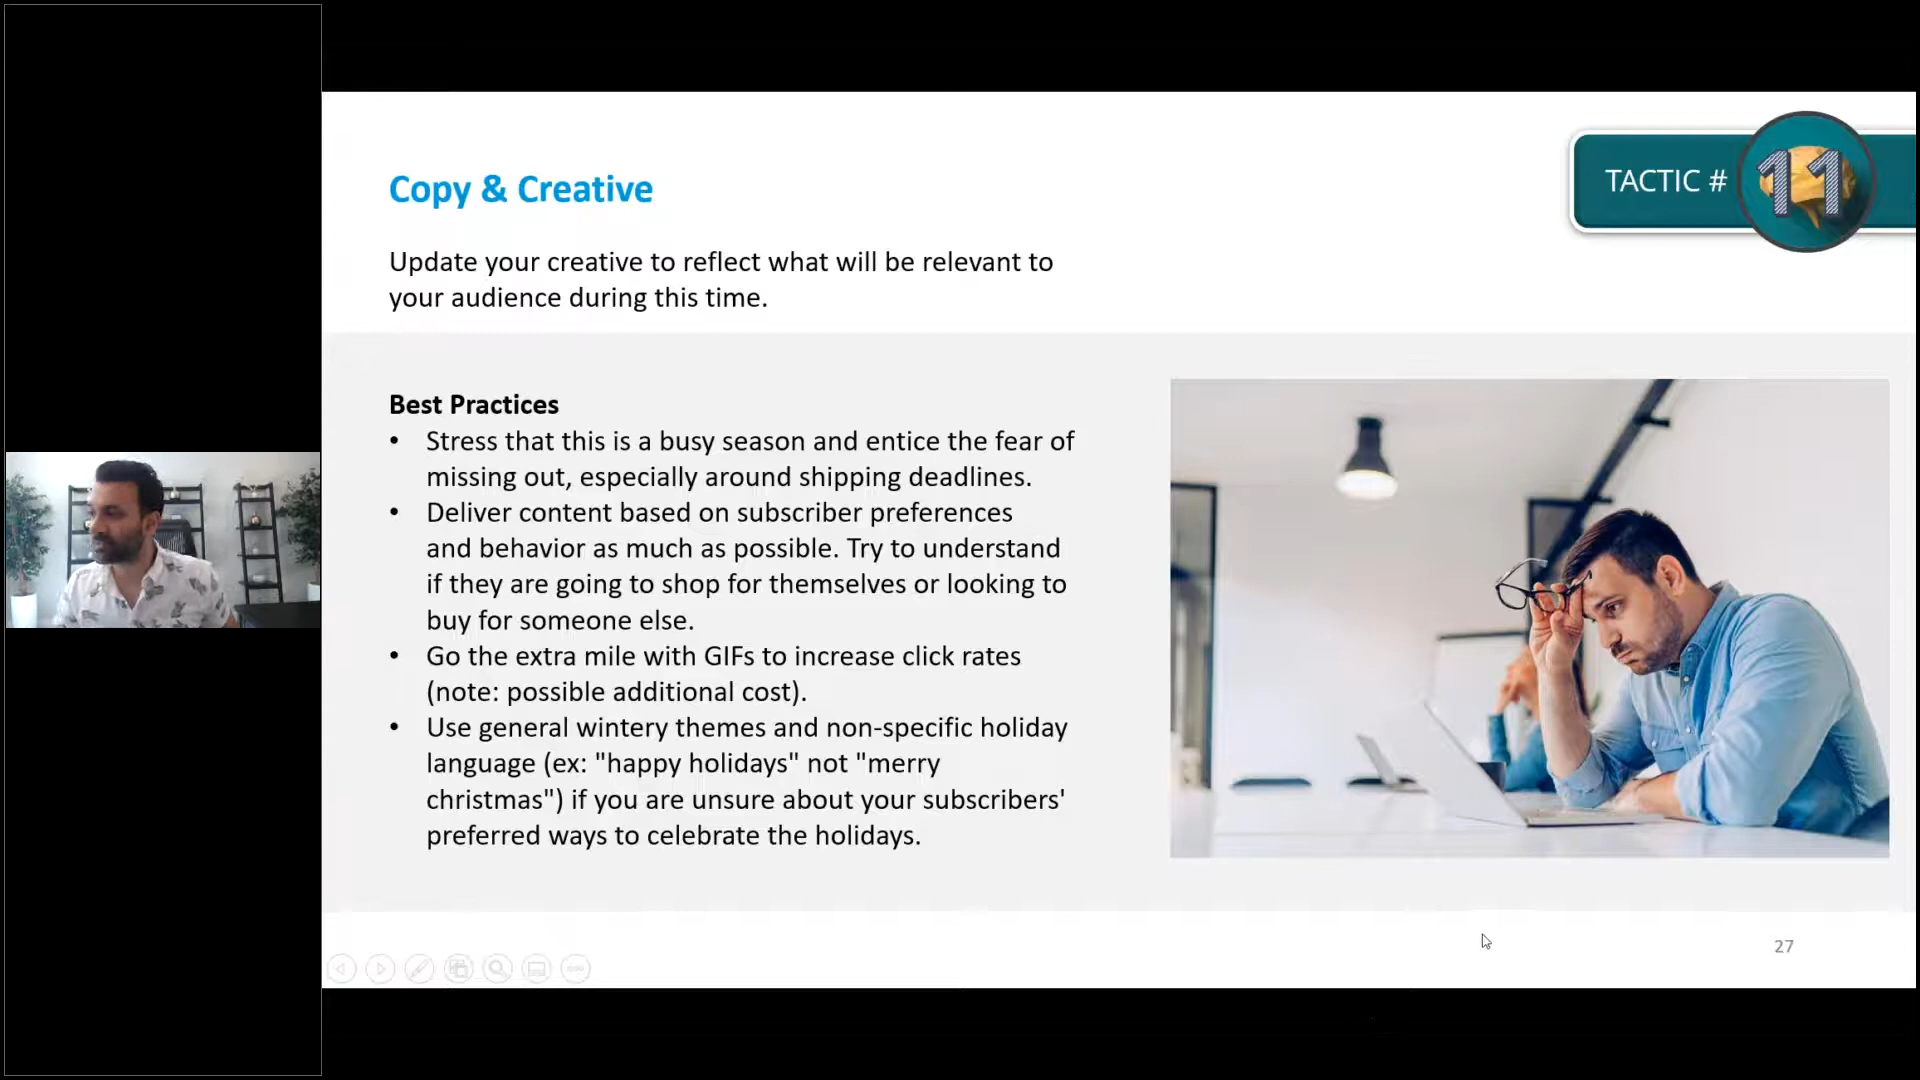 TACTIC # 11
Copy & Creative
Update your creative to reflect what will be relevant to
your audience during this time.
Best Practices
• Stress that this is a busy season and entice the fear of
missing out, especially around shipping deadlines.
• Deliver content based on subscriber preferences
and behavior as much as possible. Try to understand
if they are going to shop for themselves or looking to
buy for someone else.
• Go the extra mile with GIFs to increase click rates
(note: possible additional cost).
• Use general wintery themes and non-specific holiday
language (ex: "happy holidays" not "merry
christmas") if you are unsure about your subscribers'
preferred ways to celebrate the holidays.
27